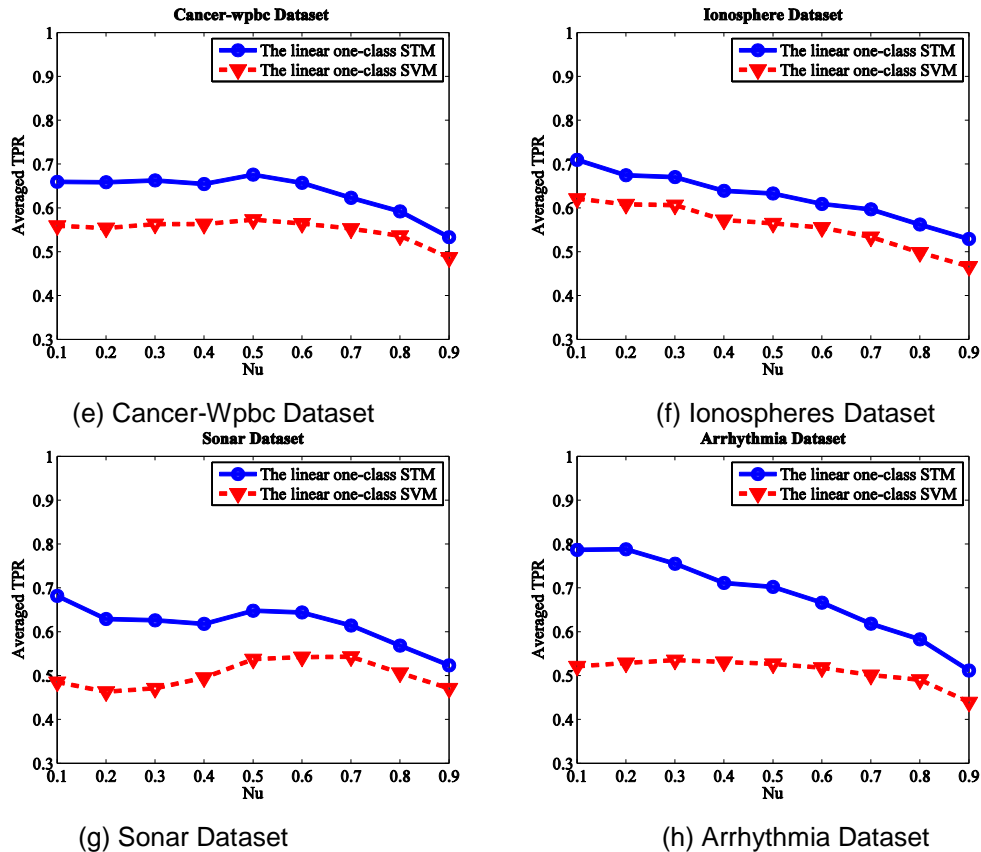 Cancer-wpbc Dataset
1
0.9
0.8
0.7
0.6
0.5
0.4
0.3
Averaged TPR
The linear one-class STM
The linear one-class SVM
0.1 0.2 0.3 0.4 0.5 0.6 0.7 0.8 0.9
Nu
(e) Cancer-Wpbc Dataset
Ionosphere Dataset
1
0.9
0.8
0.7
0.6
0.5
0.4
0.3
Averaged TPR
The linear one-class STM
The linear one-class SVM
0.1 0.2 0.3 0.4 0.5 0.6 0.7 0.8 0.9
Nu
(f) Ionospheres Dataset
Sonar Dataset
1
0.9
0.8
0.7
0.6
0.5
0.4
0.3
Averaged TPR
The linear one-class STM
The linear one-class SVM
0.1 0.2 0.3 0.4 0.5 0.6 0.7 0.8 0.9
Nu
(g) Sonar Dataset
Arrhythmia Dataset
1
0.9
0.8
0.7
0.6
0.5
0.4
0.3
Averaged TPR
The linear one-class STM
The linear one-class SVM
0.1 0.2 0.3 0.4 0.5 0.6 0.7 0.8 0.9
Nu
(h) Arrhythmia Dataset